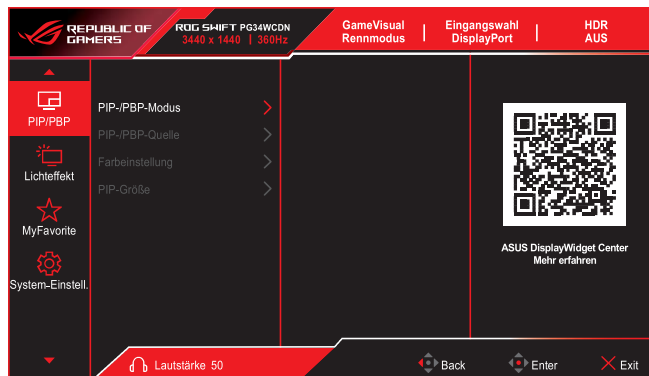 REPUBLIC OF
GAMERS
ROG SWIFT PG34WCDN
3440 x 1440 | 360Hz
GameVisual
Rennmodus
Eingangswahl
DisplayPort
HDR
AUS
PIP/PBP
Lichteffekt
MyFavorite
System-Einstell.
PIP-/PBP-Modus
PIP-/PBP-Quelle
Farbeinstellung
PIP-Größe
ASUS DisplayWidget Center
Mehr erfahren
Lautstärke 50
Back
Enter
Exit